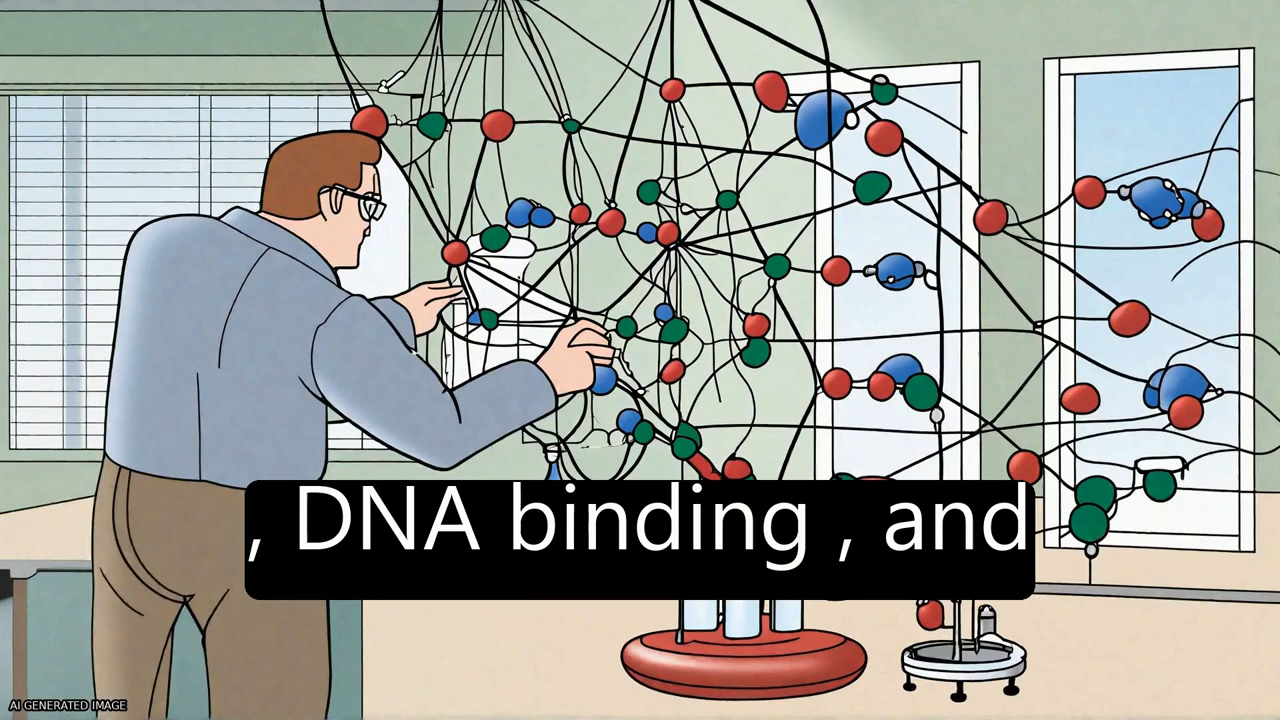 , DNA binding , and
AI GENERATED IMAGE